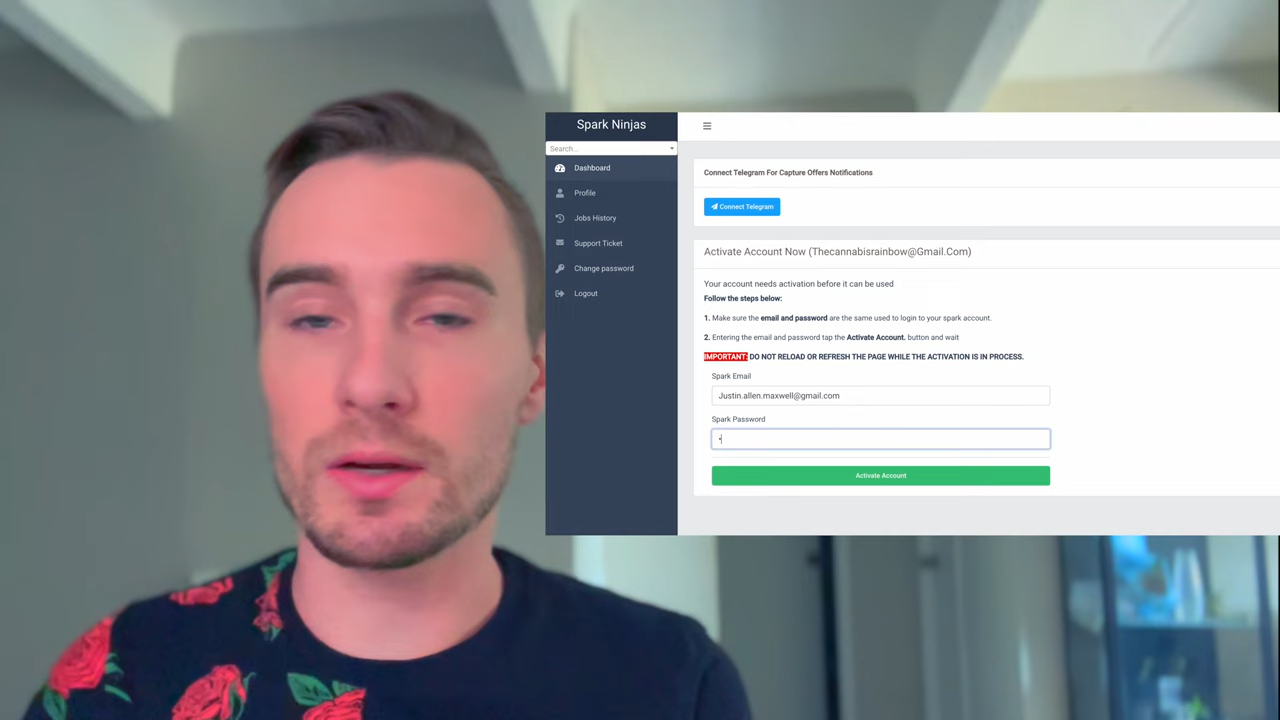 Spark Ninjas
Search...
Dashboard
Profile
Jobs History
Support Ticket
Change password
Logout
Connect Telegram For Capture Offers Notifications
Connect Telegram
Activate Account Now (Thecannabisrainbow@Gmail.Com)
Your account needs activation before it can be used
Follow the steps below:
1. Make sure the email and password are the same used to login to your spark account.
2. Entering the email and password tap the Activate Account. button and wait
IMPORTANT: DO NOT RELOAD OR REFRESH THE PAGE WHILE THE ACTIVATION IS IN PROCESS.
Spark Email
Justin.allen.maxwell@gmail.com
Spark Password
Activate Account